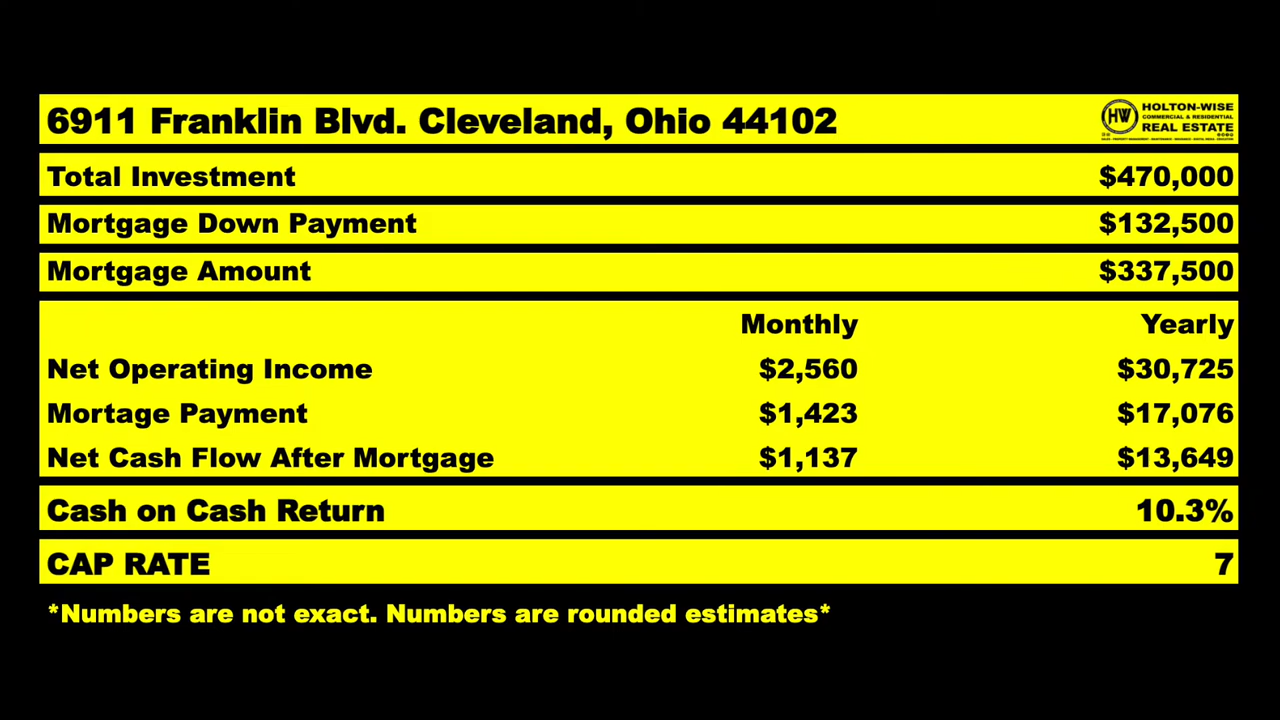 6911 Franklin Blvd. Cleveland, Ohio 44102
HOLTON-WISE
COMMERCIAL & RESIDENTIAL
REAL ESTATE
HW
Total Investment $470,000
Mortgage Down Payment $132,500
Mortgage Amount $337,500
Monthly Yearly
Net Operating Income $2,560 $30,725
Mortage Payment $1,423 $17,076
Net Cash Flow After Mortgage $1,137 $13,649
Cash on Cash Return 10.3%
CAP RATE 7
*Numbers are not exact. Numbers are rounded estimates*